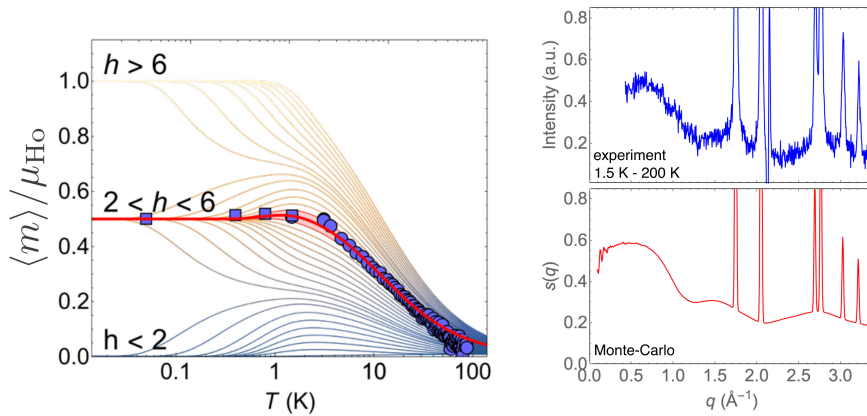 ⟨m⟩/μ_Ho
1.0
0.8
0.6
0.4
0.2
0.0
h > 6
2 < h < 6
h < 2
0.1
1
10
100
T (K)
Intensity (a.u.)
0.8
0.6
0.4
0.2
experiment
1.5 K - 200 K
s(q)
0.8
0.6
0.4
0.2
0.0
Monte-Carlo
0.0
0.5
1.0
1.5
2.0
2.5
3.0
q (Å⁻¹)